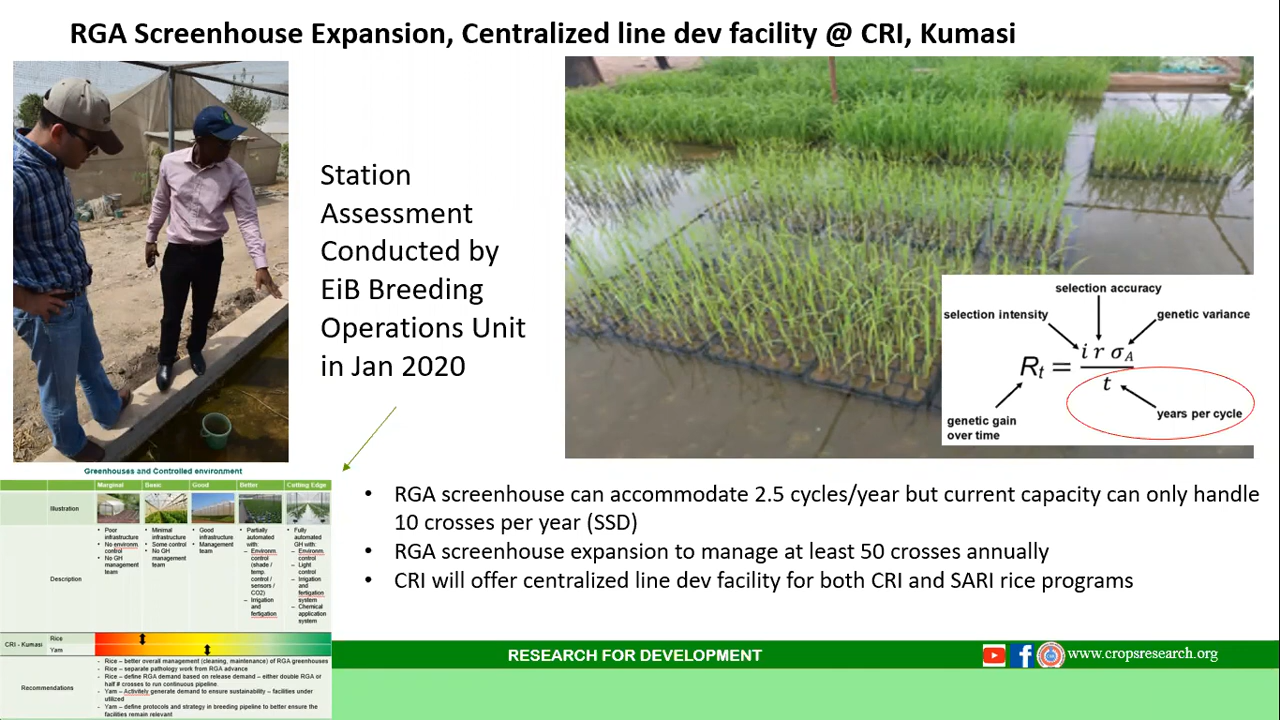 RGA Screenhouse Expansion, Centralized line dev facility @ CRI, Kumasi
Station
Assessment
Conducted by
EiB Breeding
Operations Unit
in Jan 2020
selection accuracy
selection intensity
genetic variance
Rₜ = i r σ_A / t
years per cycle
genetic gain
over time
Greenhouses and Controlled environment
Marginal Basic Good Better Cutting Edge
Illustration
Description
• Poor
infrastructure
• No environm.
control
• No GH
management
team
• Minimal
infrastructure
• Some control
• No GH
management
team
• Good
infrastructure
• Management
team
• Partially
automated
with:
– Environm.
control
(shade /
temp.
control /
sensors /
CO2)
– Irrigation
and
fertigation
• Fully
automated
GH with:
– Environm.
control
– Light
control
– Irrigation
and
fertigation
system
– Chemical
application
system
CRI - Kumasi
Rice
Yam
Recommendations
- Rice – better overall management (cleaning, maintenance) of RGA greenhouses
- Rice – separate pathology work from RGA advance
- Rice – define RGA demand based on release demand – either double RGA or
half # crosses to run continuous pipeline.
- Yam – Activitely generate demand to ensure sustainability – facilities under
utilized
- Yam – define protocols and strategy in breeding pipeline to better ensure the
facilities remain relevant
• RGA screenhouse can accommodate 2.5 cycles/year but current capacity can only handle
10 crosses per year (SSD)
• RGA screenhouse expansion to manage at least 50 crosses annually
• CRI will offer centralized line dev facility for both CRI and SARI rice programs
RESEARCH FOR DEVELOPMENT
www.cropsresearch.org